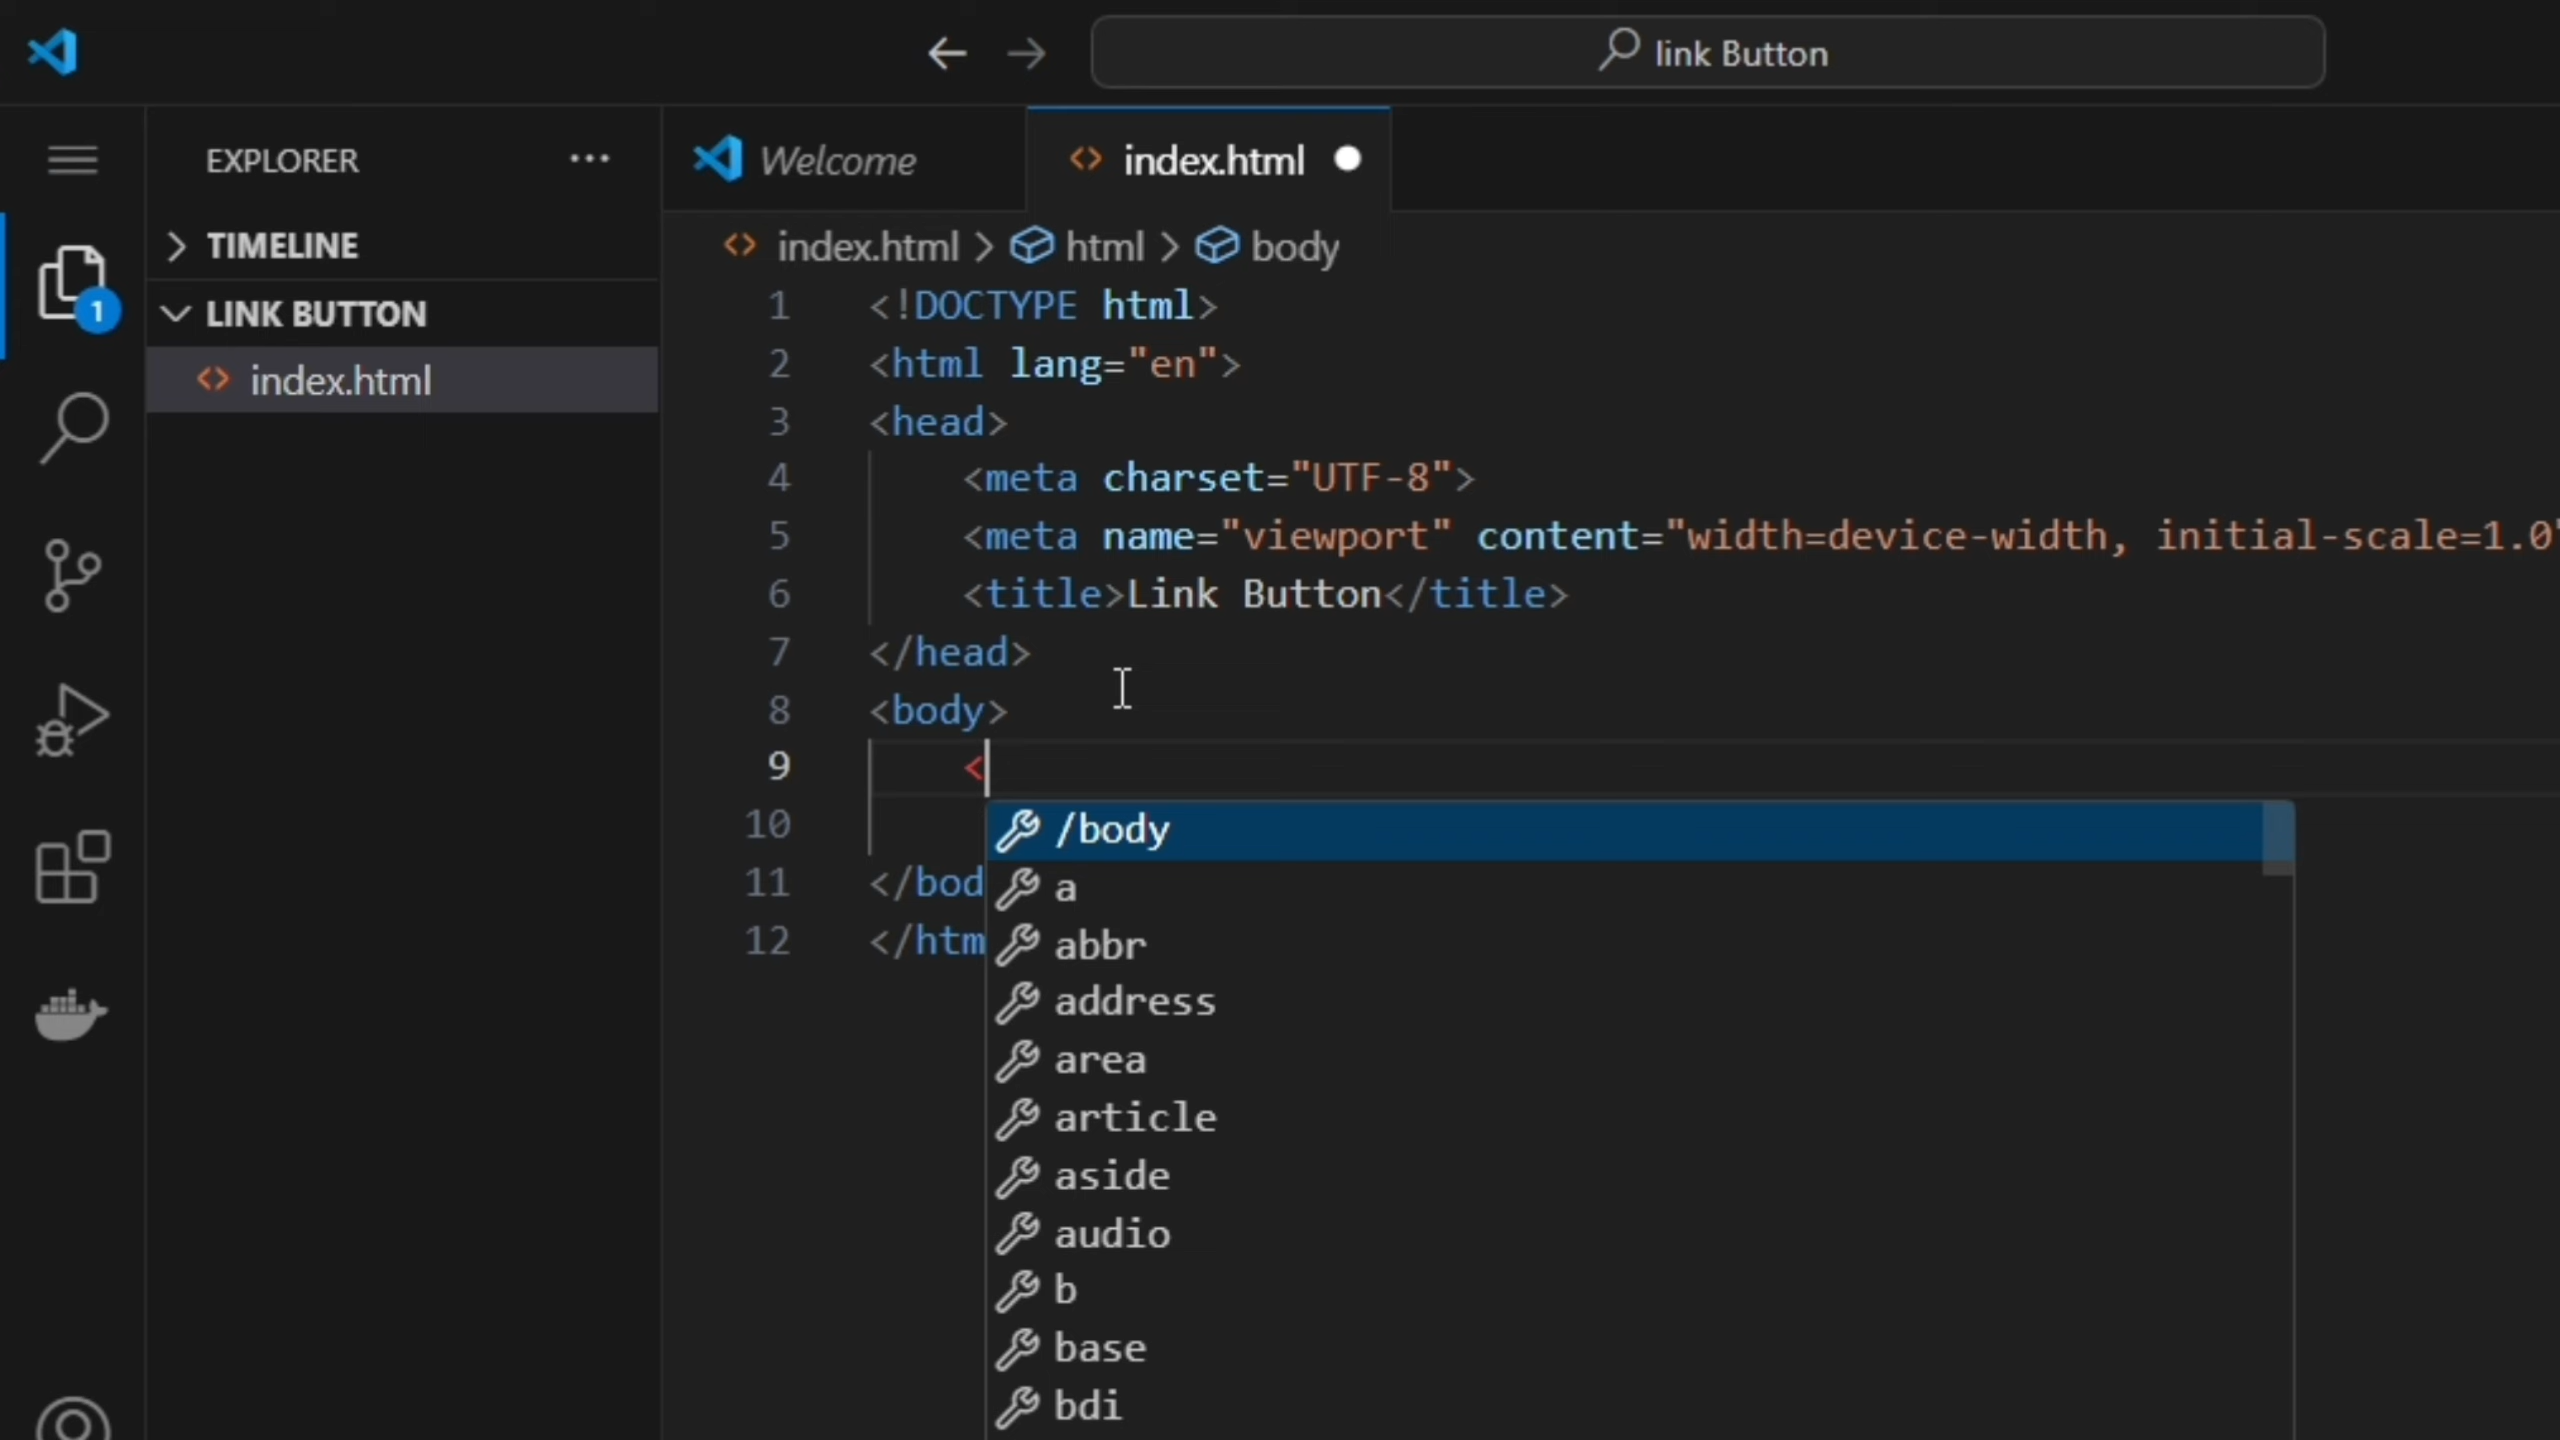 link Button
EXPLORER
Welcome
index.html
TIMELINE
index.html > html > body
LINK BUTTON
1
index.html
1 <!DOCTYPE html>
2 <html lang="en">
3 <head>
4 <meta charset="UTF-8">
5 <meta name="viewport" content="width=device-width, initial-scale=1.0"
6 <title>Link Button</title>
7 </head>
8 <body>
9 <
10
11 </bod
12 </htm
/body
a
abbr
address
area
article
aside
audio
b
base
bdi